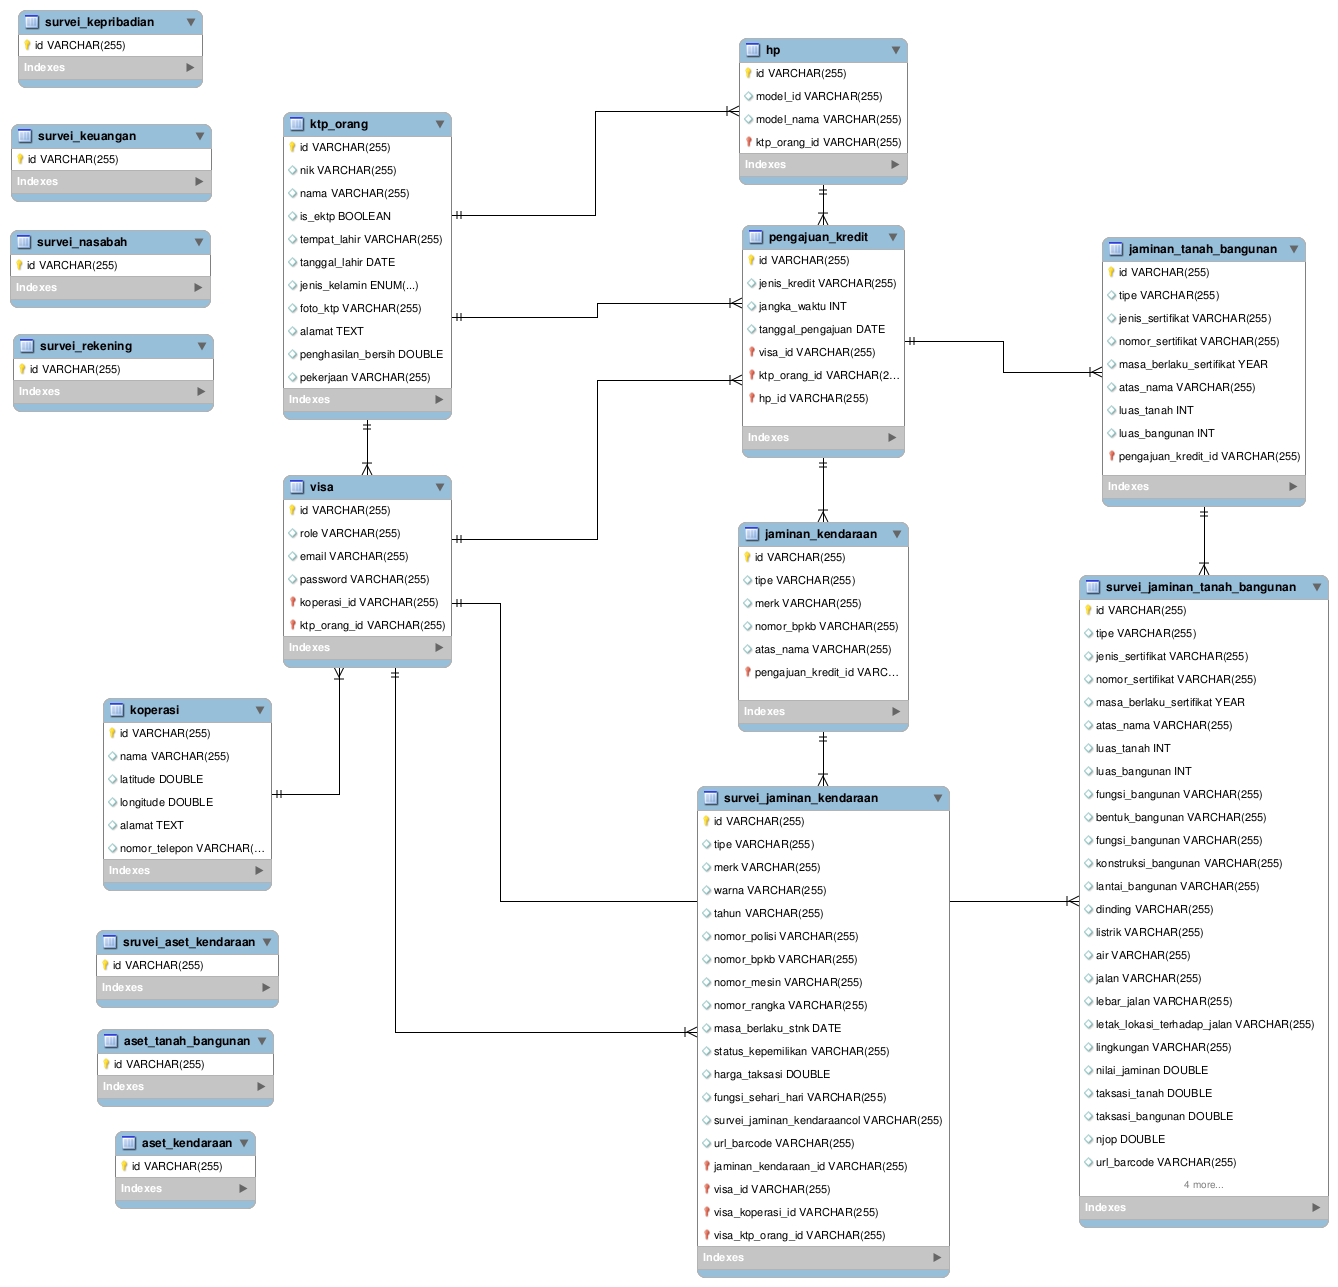 survei_kepribadian
id VARCHAR(255)
Indexes
survei_keuangan
id VARCHAR(255)
Indexes
survei_nasabah
id VARCHAR(255)
Indexes
survei_rekening
id VARCHAR(255)
Indexes
ktp_orang
id VARCHAR(255)
nik VARCHAR(255)
nama VARCHAR(255)
is_ektp BOOLEAN
tempat_lahir VARCHAR(255)
tanggal_lahir DATE
jenis_kelamin ENUM(...)
foto_ktp VARCHAR(255)
alamat TEXT
penghasilan_bersih DOUBLE
pekerjaan VARCHAR(255)
Indexes
visa
id VARCHAR(255)
role VARCHAR(255)
email VARCHAR(255)
password VARCHAR(255)
koperasi_id VARCHAR(255)
ktp_orang_id VARCHAR(255)
Indexes
koperasi
id VARCHAR(255)
nama VARCHAR(255)
latitude DOUBLE
longitude DOUBLE
alamat TEXT
nomor_telepon VARCHAR(...
Indexes
sruvei_aset_kendaraan
id VARCHAR(255)
Indexes
aset_tanah_bangunan
id VARCHAR(255)
Indexes
aset_kendaraan
id VARCHAR(255)
Indexes
hp
id VARCHAR(255)
model_id VARCHAR(255)
model_nama VARCHAR(255)
ktp_orang_id VARCHAR(255)
Indexes
pengajuan_kredit
id VARCHAR(255)
jenis_kredit VARCHAR(255)
jangka_waktu INT
tanggal_pengajuan DATE
visa_id VARCHAR(255)
ktp_orang_id VARCHAR(2...
hp_id VARCHAR(255)
Indexes
jaminan_kendaraan
id VARCHAR(255)
tipe VARCHAR(255)
merk VARCHAR(255)
nomor_bpkb VARCHAR(255)
atas_nama VARCHAR(255)
pengajuan_kredit_id VARC...
Indexes
survei_jaminan_kendaraan
id VARCHAR(255)
tipe VARCHAR(255)
merk VARCHAR(255)
warna VARCHAR(255)
tahun VARCHAR(255)
nomor_polisi VARCHAR(255)
nomor_bpkb VARCHAR(255)
nomor_mesin VARCHAR(255)
nomor_rangka VARCHAR(255)
masa_berlaku_stnk DATE
status_kepemilikan VARCHAR(255)
harga_taksasi DOUBLE
fungsi_sehari_hari VARCHAR(255)
survei_jaminan_kendaraancol VARCHAR(255)
url_barcode VARCHAR(255)
jaminan_kendaraan_id VARCHAR(255)
visa_id VARCHAR(255)
visa_koperasi_id VARCHAR(255)
visa_ktp_orang_id VARCHAR(255)
Indexes
jaminan_tanah_bangunan
id VARCHAR(255)
tipe VARCHAR(255)
jenis_sertifikat VARCHAR(255)
nomor_sertifikat VARCHAR(255)
masa_berlaku_sertifikat YEAR
atas_nama VARCHAR(255)
luas_tanah INT
luas_bangunan INT
pengajuan_kredit_id VARCHAR(255)
Indexes
survei_jaminan_tanah_bangunan
id VARCHAR(255)
tipe VARCHAR(255)
jenis_sertifikat VARCHAR(255)
nomor_sertifikat VARCHAR(255)
masa_berlaku_sertifikat YEAR
atas_nama VARCHAR(255)
luas_tanah INT
luas_bangunan INT
fungsi_bangunan VARCHAR(255)
bentuk_bangunan VARCHAR(255)
fungsi_bangunan VARCHAR(255)
konstruksi_bangunan VARCHAR(255)
lantai_bangunan VARCHAR(255)
dinding VARCHAR(255)
listrik VARCHAR(255)
air VARCHAR(255)
jalan VARCHAR(255)
lebar_jalan VARCHAR(255)
letak_lokasi_terhadap_jalan VARCHAR(255)
lingkungan VARCHAR(255)
nilai_jaminan DOUBLE
taksasi_tanah DOUBLE
taksasi_bangunan DOUBLE
njop DOUBLE
url_barcode VARCHAR(255)
4 more...
Indexes